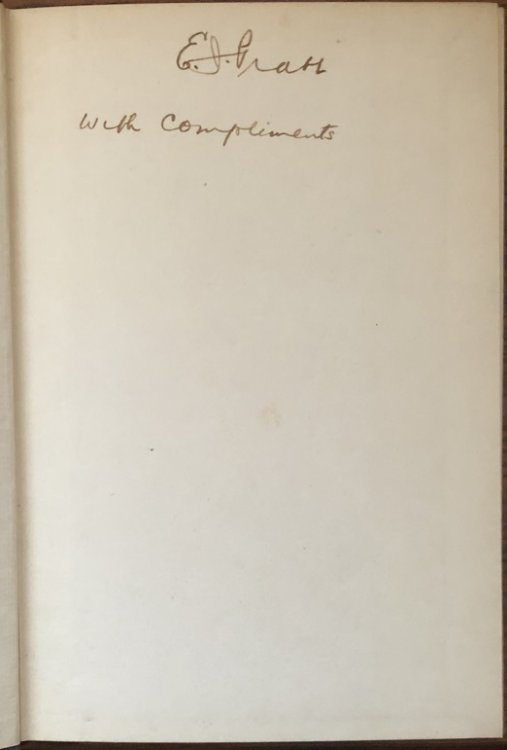 E. J. Pratt
With Compliments